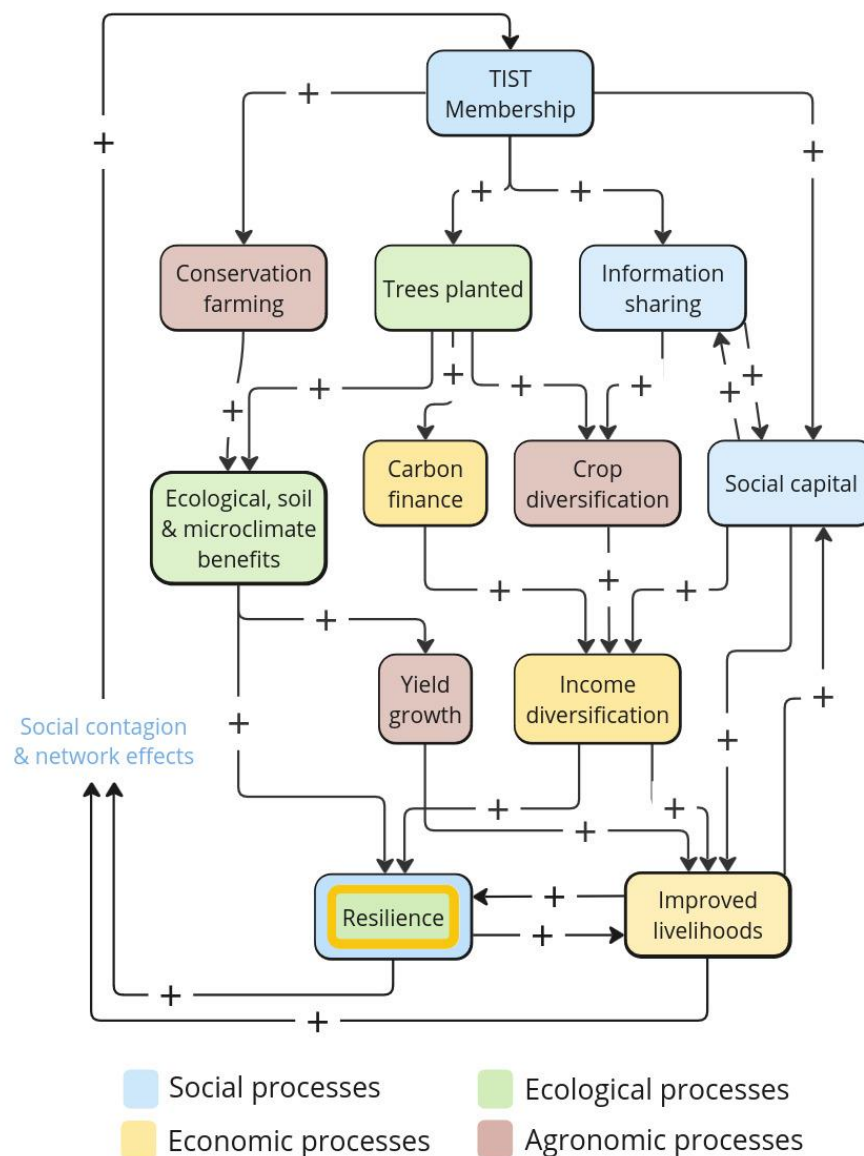 TIST
Membership
+
+
+
+
+
Conservation
farming
Trees planted
Information
sharing
+
+
+
+
+
+
+
Carbon
finance
Crop
diversification
Social capital
Ecological, soil
& microclimate
benefits
+
+
+
+
Yield
growth
Income
diversification
+
+
+
Social contagion
& network effects
+
+
+
Resilience
+
+
Improved
livelihoods
+
+
Social processes
Ecological processes
Economic processes
Agronomic processes